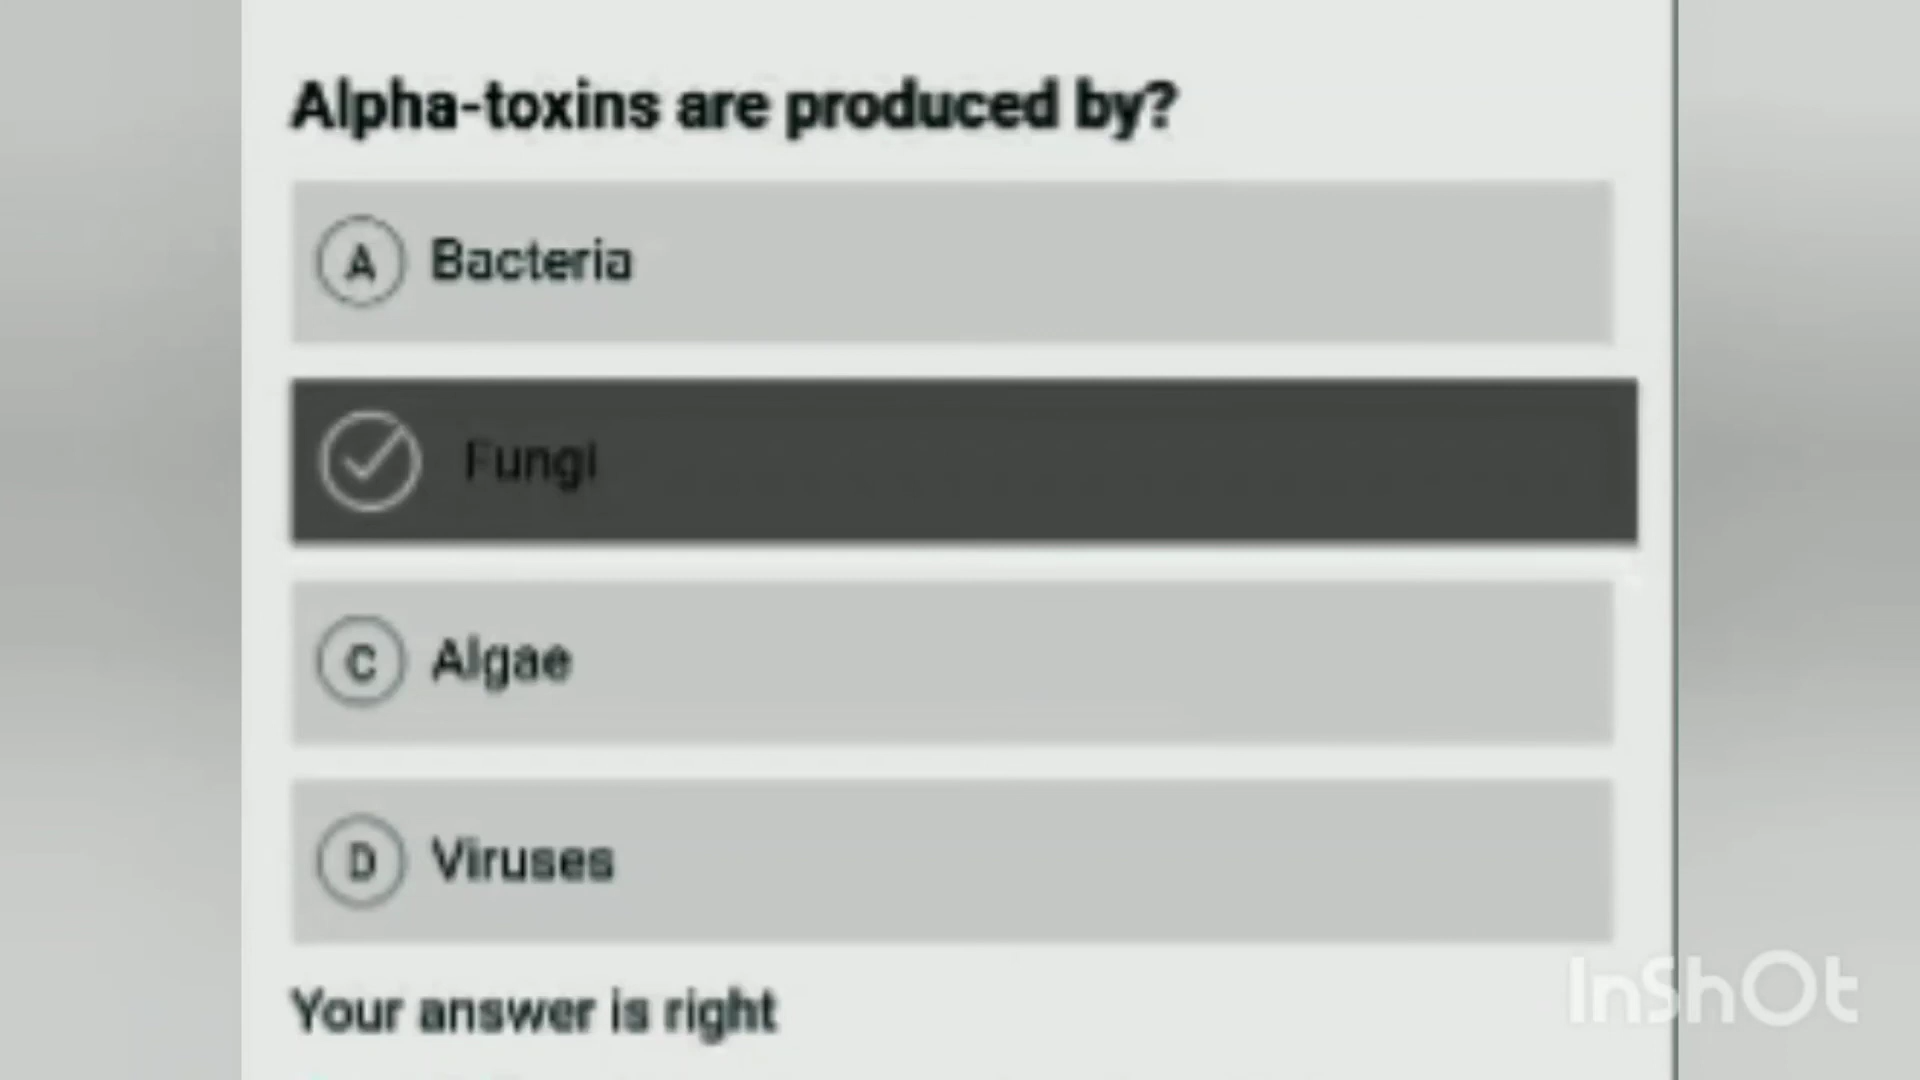 Alpha-toxins are produced by?
A Bacteria
Fungi
C Algae
D Viruses
Your answer is right
InShOt